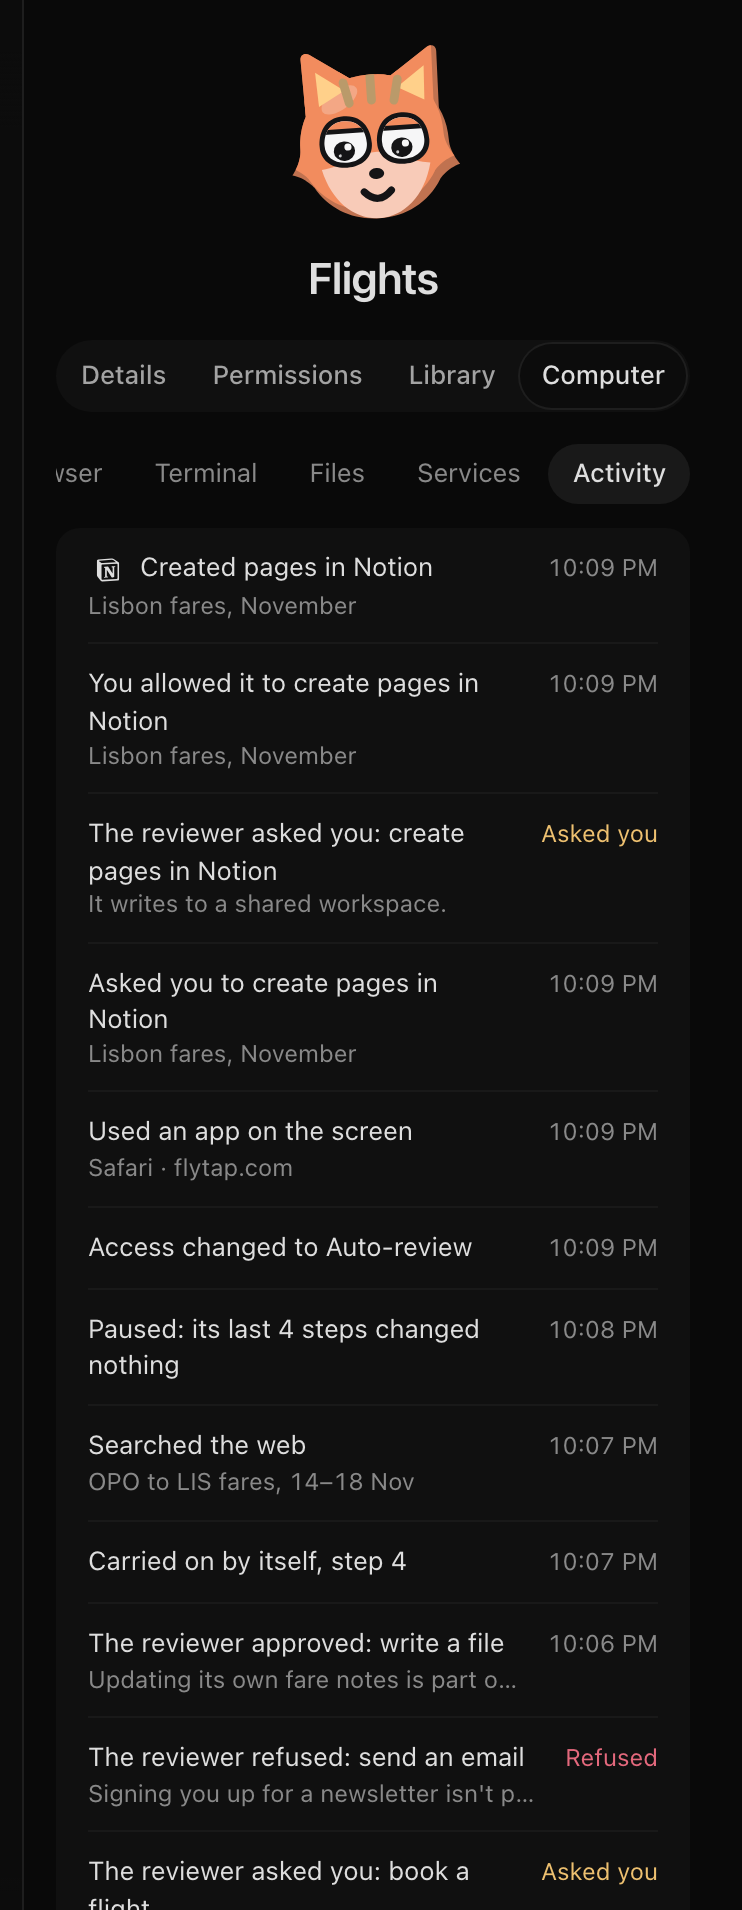 Flights
Details Permissions Library Computer
wser Terminal Files Services Activity
Created pages in Notion 10:09 PM
Lisbon fares, November
You allowed it to create pages in 10:09 PM
Notion
Lisbon fares, November
The reviewer asked you: create Asked you
pages in Notion
It writes to a shared workspace.
Asked you to create pages in 10:09 PM
Notion
Lisbon fares, November
Used an app on the screen 10:09 PM
Safari · flytap.com
Access changed to Auto-review 10:09 PM
Paused: its last 4 steps changed 10:08 PM
nothing
Searched the web 10:07 PM
OPO to LIS fares, 14–18 Nov
Carried on by itself, step 4 10:07 PM
The reviewer approved: write a file 10:06 PM
Updating its own fare notes is part o...
The reviewer refused: send an email Refused
Signing you up for a newsletter isn't p...
The reviewer asked you: book a Asked you
flight